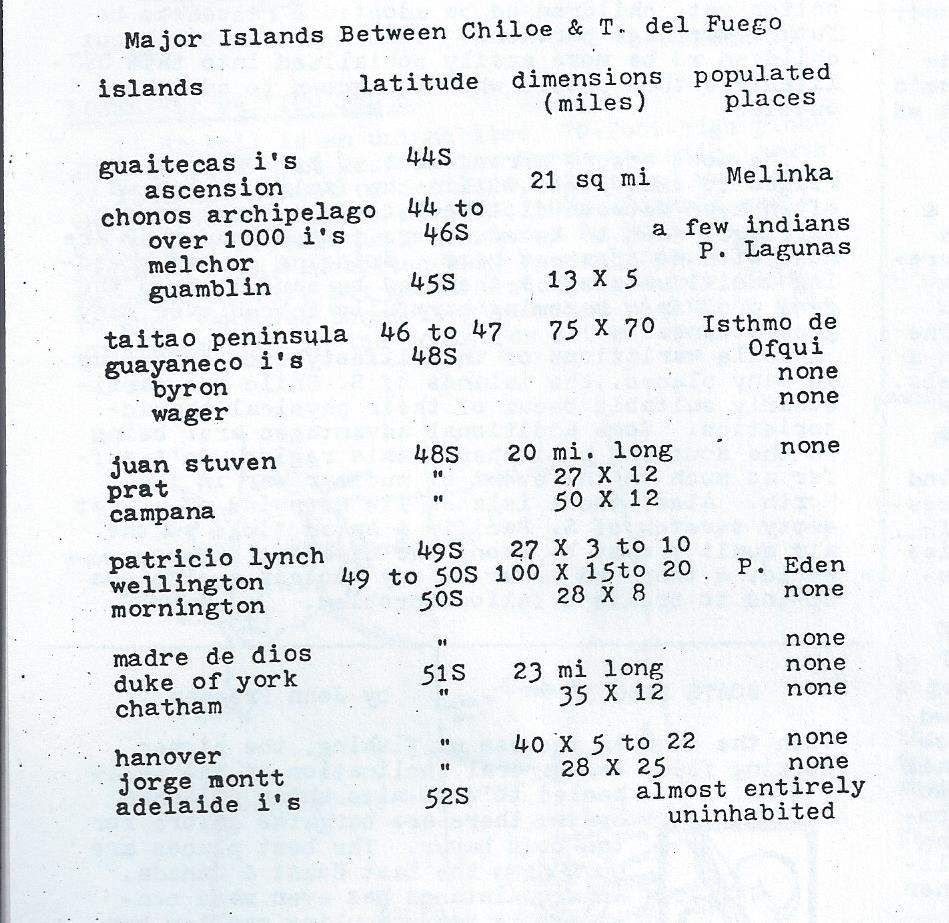 Major Islands Between Chiloe & T. del Fuego
islands latitude dimensions populated
(miles) places
guaitecas i's 44S
ascension 21 sq mi Melinka
chonos archipelago 44 to
over 1000 i's 46S a few indians
melchor P. Lagunas
guamblin 45S 13 X 5
taitao peninsula 46 to 47 75 X 70 Isthmo de
guayaneco i's 48S Ofqui
byron none
wager none
juan stuven 48S 20 mi. long none
prat " 27 X 12
campana " 50 X 12
patricio lynch 49S 27 X 3 to 10
wellington 49 to 50S 100 X 15to 20 P. Eden
mornington 50S 28 X 8 none
madre de dios " none
duke of york 51S 23 mi long none
chatham " 35 X 12 none
hanover " 40 X 5 to 22 none
jorge montt " 28 X 25 none
adelaide i's 52S almost entirely
uninhabited